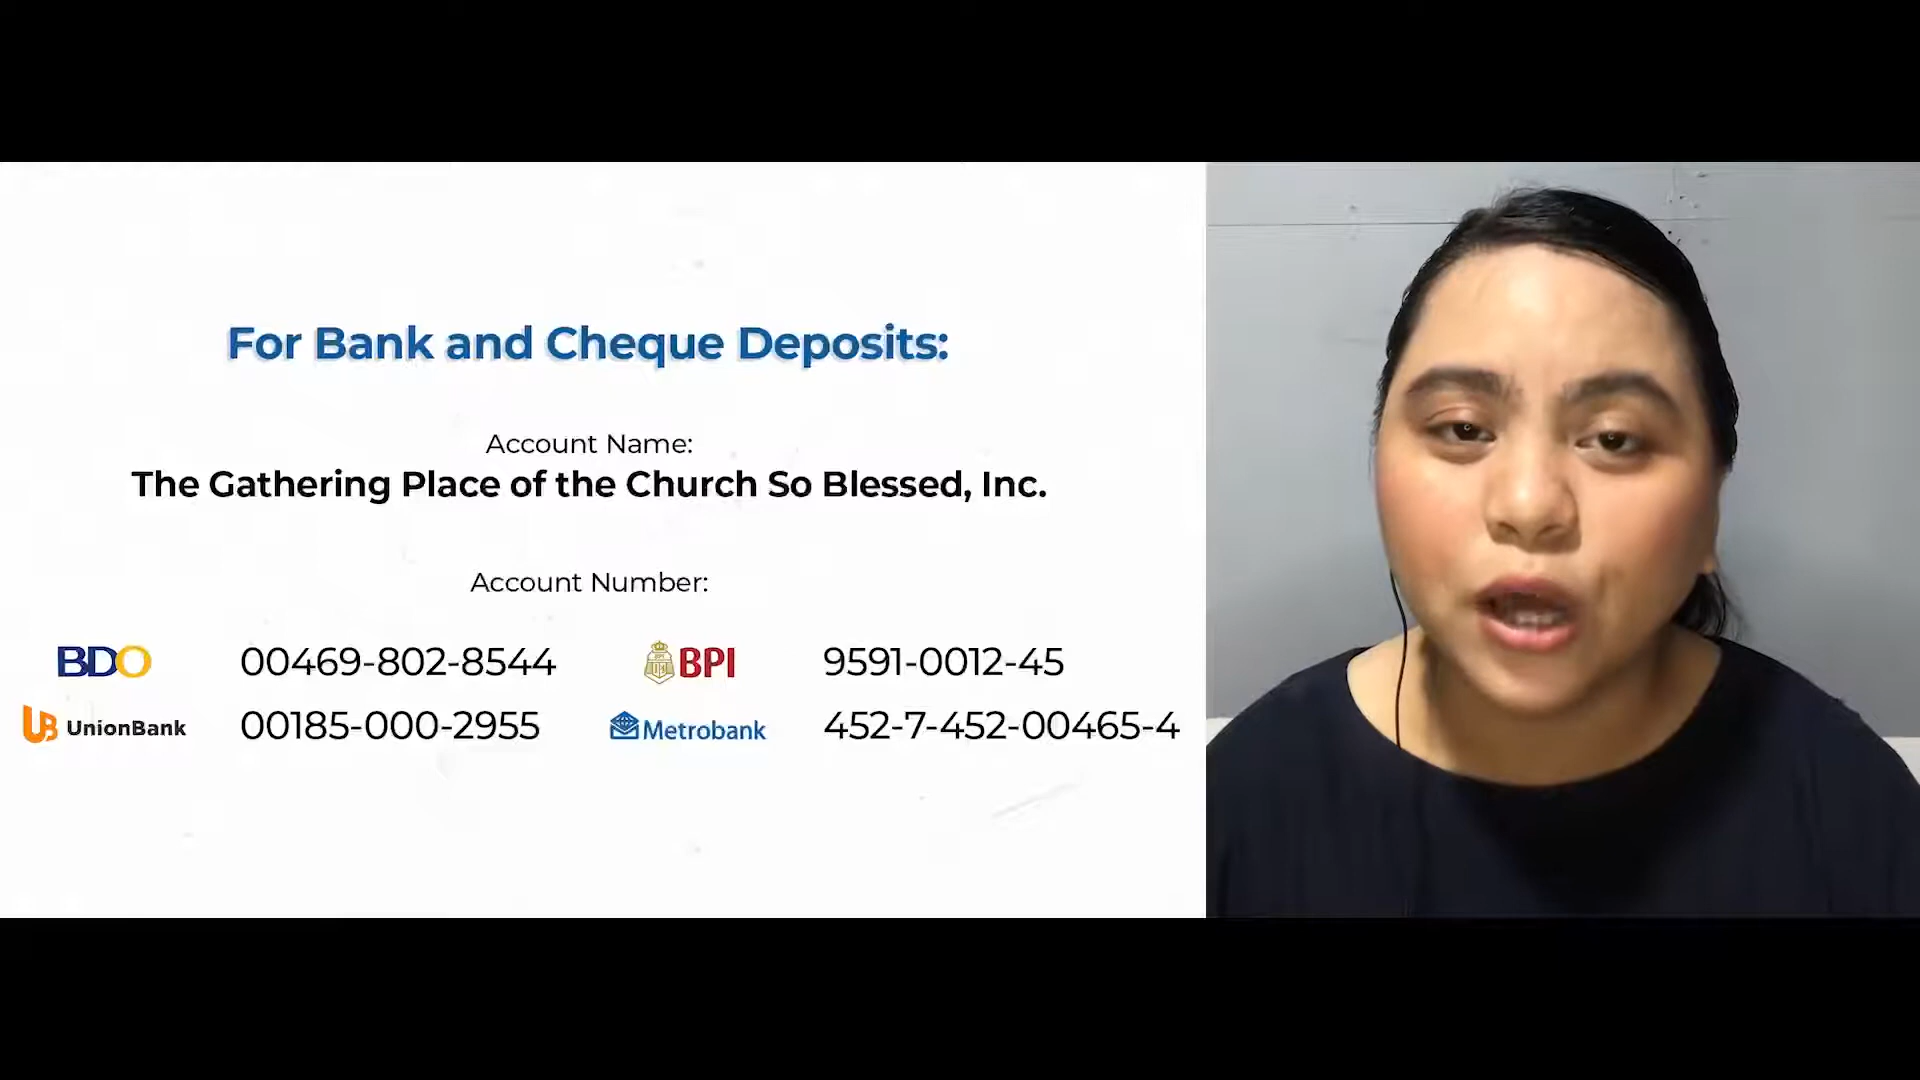 For Bank and Cheque Deposits:
Account Name:
The Gathering Place of the Church So Blessed, Inc.
Account Number:
BDO 00469-802-8544 BPI 9591-0012-45
UB UnionBank 00185-000-2955 Metrobank 452-7-452-00465-4